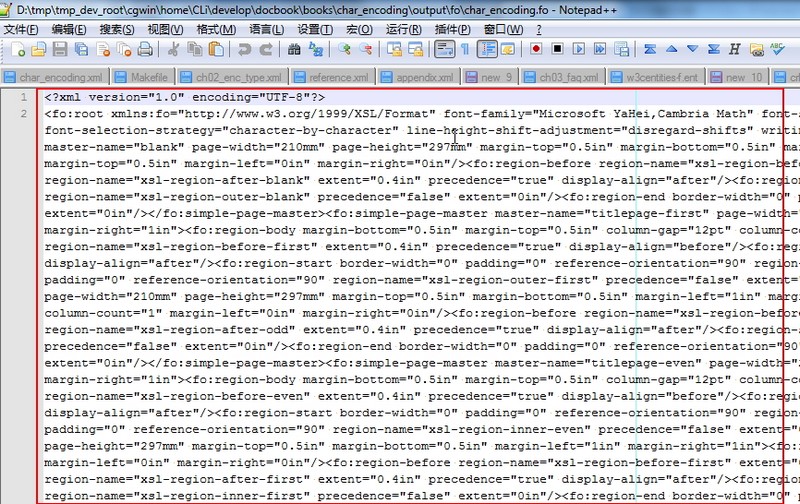 D:\tmp\tmp_dev_root\cgwin\home\CLi\develop\docbook\books\char_encoding\output\fo\char_encoding.fo - Notepad++
文件(F) 编辑(E) 搜索(S) 视图(V) 格式(M) 语言(L) 设置(T) 宏(O) 运行(R) 插件(P) 窗口(W) ?
char_encoding.xml Makefile ch02_enc_type.xml reference.xml appendix.xml new 9 ch03_faq.xml w3centities-f.ent new 10
1 <?xml version="1.0" encoding="UTF-8"?>
2 <fo:root xmlns:fo="http://www.w3.org/1999/XSL/Format" font-family="Microsoft YaHei,Cambria Math" font-s
font-selection-strategy="character-by-character" line-height-shift-adjustment="disregard-shifts" writi
master-name="blank" page-width="210mm" page-height="297mm" margin-top="0.5in" margin-bottom="0.5in" ma
margin-top="0.5in" margin-left="0in" margin-right="0in"/><fo:region-before region-name="xsl-region-bef
region-name="xsl-region-after-blank" extent="0.4in" precedence="true" display-align="after"/><fo:regio
region-name="xsl-region-outer-blank" precedence="false" extent="0in"/><fo:region-end border-width="0" p
extent="0in"/></fo:simple-page-master><fo:simple-page-master master-name="titlepage-first" page-width=
margin-right="1in"><fo:region-body margin-bottom="0.5in" margin-top="0.5in" column-gap="12pt" column-co
region-name="xsl-region-before-first" extent="0.4in" precedence="true" display-align="before"/><fo:regi
display-align="after"/><fo:region-start border-width="0" padding="0" reference-orientation="90" region-
padding="0" reference-orientation="90" region-name="xsl-region-outer-first" precedence="false" extent=
page-width="210mm" page-height="297mm" margin-top="0.5in" margin-bottom="0.5in" margin-left="1in" marg
column-count="1" margin-left="0in" margin-right="0in"/><fo:region-before region-name="xsl-region-before
region-name="xsl-region-after-odd" extent="0.4in" precedence="true" display-align="after"/><fo:region-s
precedence="false" extent="0in"/><fo:region-end border-width="0" padding="0" reference-orientation="90"
extent="0in"/></fo:simple-page-master><fo:simple-page-master master-name="titlepage-even" page-width="2
margin-right="1in"><fo:region-body margin-bottom="0.5in" margin-top="0.5in" column-gap="12pt" column-co
region-name="xsl-region-before-even" extent="0.4in" precedence="true" display-align="before"/><fo:regio
display-align="after"/><fo:region-start border-width="0" padding="0" reference-orientation="90" region-
padding="0" reference-orientation="90" region-name="xsl-region-inner-even" precedence="false" extent="0
page-height="297mm" margin-top="0.5in" margin-bottom="0.5in" margin-left="1in" margin-right="1in"><fo:r
margin-left="0in" margin-right="0in"/><fo:region-before region-name="xsl-region-before-first" extent="0
region-name="xsl-region-after-first" extent="0.4in" precedence="true" display-align="after"/><fo:region
region-name="xsl-region-inner-first" precedence="false" extent="0in"/><fo:region-end border-width="0"